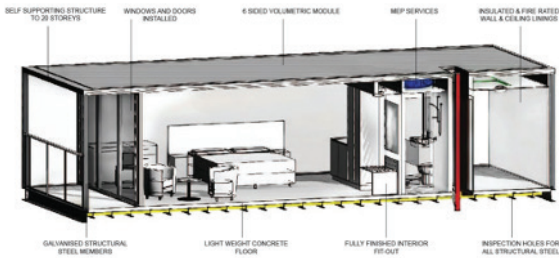 SELF SUPPORTING STRUCTURE
TO 20 STOREYS
WINDOWS AND DOORS
INSTALLED
6 SIDED VOLUMETRIC MODULE
MEP SERVICES
INSULATED & FIRE RATED
WALL & CEILING LININGS
GALVANISED STRUCTURAL
STEEL MEMBERS
LIGHT WEIGHT CONCRETE
FLOOR
FULLY FINISHED INTERIOR
FIT-OUT
INSPECTION HOLES FOR
ALL STRUCTURAL STEEL